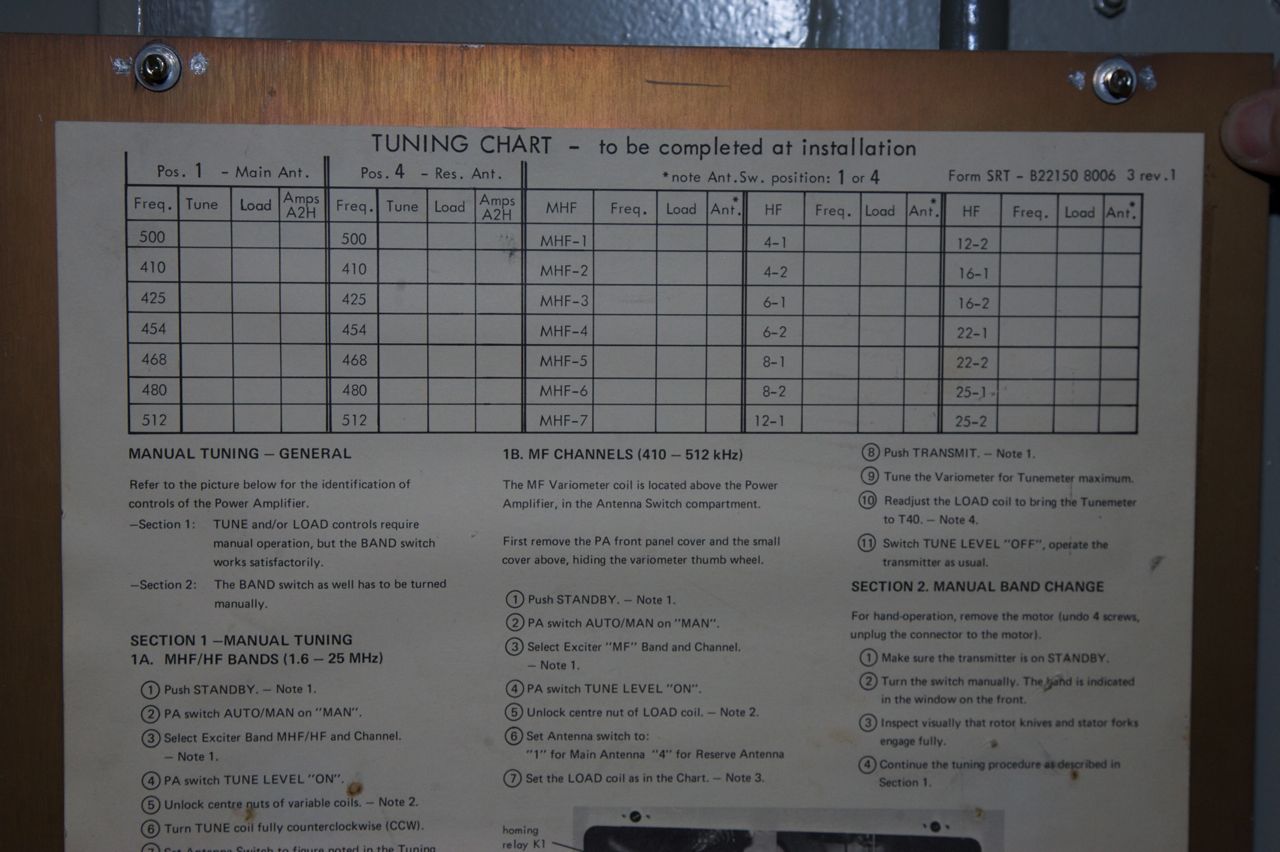 TUNING CHART - to be completed at installation
Pos. 1 - Main Ant. Pos. 4 - Res. Ant. *note Ant.Sw. position: 1 or 4 Form SRT - B22150 8006 3 rev.1
Freq. Tune Load Amps A2H Freq. Tune Load Amps A2H MHF Freq. Load Ant.* HF Freq. Load Ant.* HF Freq. Load Ant.*
500 500 MHF-1 4-1 12-2
410 410 MHF-2 4-2 16-1
425 425 MHF-3 6-1 16-2
454 454 MHF-4 6-2 22-1
468 468 MHF-5 8-1 22-2
480 480 MHF-6 8-2 25-1
512 512 MHF-7 12-1 25-2
MANUAL TUNING – GENERAL
Refer to the picture below for the identification of
controls of the Power Amplifier.
–Section 1: TUNE and/or LOAD controls require
manual operation, but the BAND switch
works satisfactorily.
–Section 2: The BAND switch as well has to be turned
manually.
SECTION 1 –MANUAL TUNING
1A. MHF/HF BANDS (1.6 – 25 MHz)
① Push STANDBY. – Note 1.
② PA switch AUTO/MAN on "MAN".
③ Select Exciter Band MHF/HF and Channel.
– Note 1.
④ PA switch TUNE LEVEL "ON".
⑤ Unlock centre nuts of variable coils. – Note 2.
⑥ Turn TUNE coil fully counterclockwise (CCW).
⑦ Set Antenna Switch to figure noted in the Tuning
1B. MF CHANNELS (410 – 512 kHz)
The MF Variometer coil is located above the Power
Amplifier, in the Antenna Switch compartment.
First remove the PA front panel cover and the small
cover above, hiding the variometer thumb wheel.
① Push STANDBY. – Note 1.
② PA switch AUTO/MAN on "MAN".
③ Select Exciter "MF" Band and Channel.
– Note 1.
④ PA switch TUNE LEVEL "ON".
⑤ Unlock centre nut of LOAD coil. – Note 2.
⑥ Set Antenna switch to:
"1" for Main Antenna "4" for Reserve Antenna
⑦ Set the LOAD coil as in the Chart. – Note 3.
homing
relay K1
⑧ Push TRANSMIT. – Note 1.
⑨ Tune the Variometer for Tunemeter maximum.
⑩ Readjust the LOAD coil to bring the Tunemeter
to T40. – Note 4.
⑪ Switch TUNE LEVEL "OFF", operate the
transmitter as usual.
SECTION 2. MANUAL BAND CHANGE
For hand-operation, remove the motor (undo 4 screws,
unplug the connector to the motor).
① Make sure the transmitter is on STANDBY.
② Turn the switch manually. The band is indicated
in the window on the front.
③ Inspect visually that rotor knives and stator forks
engage fully.
④ Continue the tuning procedure as described in
Section 1.